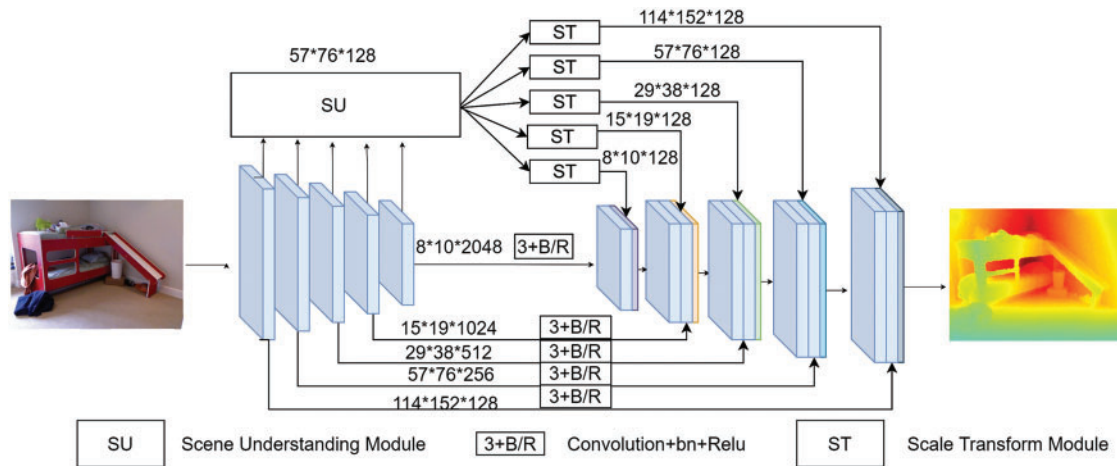 114*152*128
ST
57*76*128
57*76*128
ST
SU
29*38*128
ST
15*19*128
ST
8*10*128
ST
8*10*2048
3+B/R
15*19*1024
3+B/R
29*38*512
3+B/R
57*76*256
3+B/R
114*152*128
3+B/R
SU Scene Understanding Module 3+B/R Convolution+bn+Relu ST Scale Transform Module